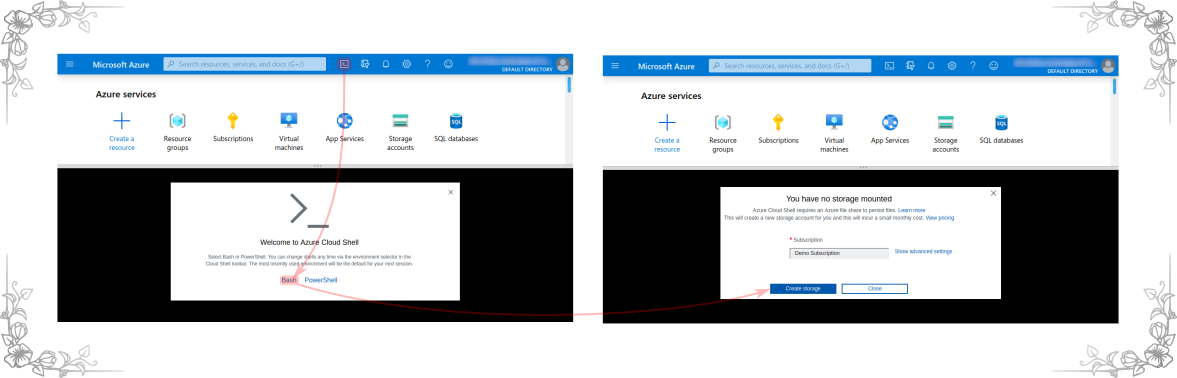 Microsoft Azure
Search resources, services, and docs (G+/)
DEFAULT DIRECTORY
Azure services
Create a
resource
Resource
groups
Subscriptions
Virtual
machines
App Services
Storage
accounts
SQL
SQL databases
Welcome to Azure Cloud Shell
Select Bash or PowerShell. You can change shells any time via the environment selector in the
Cloud Shell toolbar. The most recently used environment will be the default for your next session.
Bash PowerShell
Microsoft Azure
Search resources, services, and docs (G+/)
DEFAULT DIRECTORY
Azure services
Create a
resource
Resource
groups
Subscriptions
Virtual
machines
App Services
Storage
accounts
SQL
SQL databases
You have no storage mounted
Azure Cloud Shell requires an Azure file share to persist files. Learn more
This will create a new storage account for you and this will incur a small monthly cost. View pricing
* Subscription
Demo Subscription
Show advanced settings
Create storage
Close